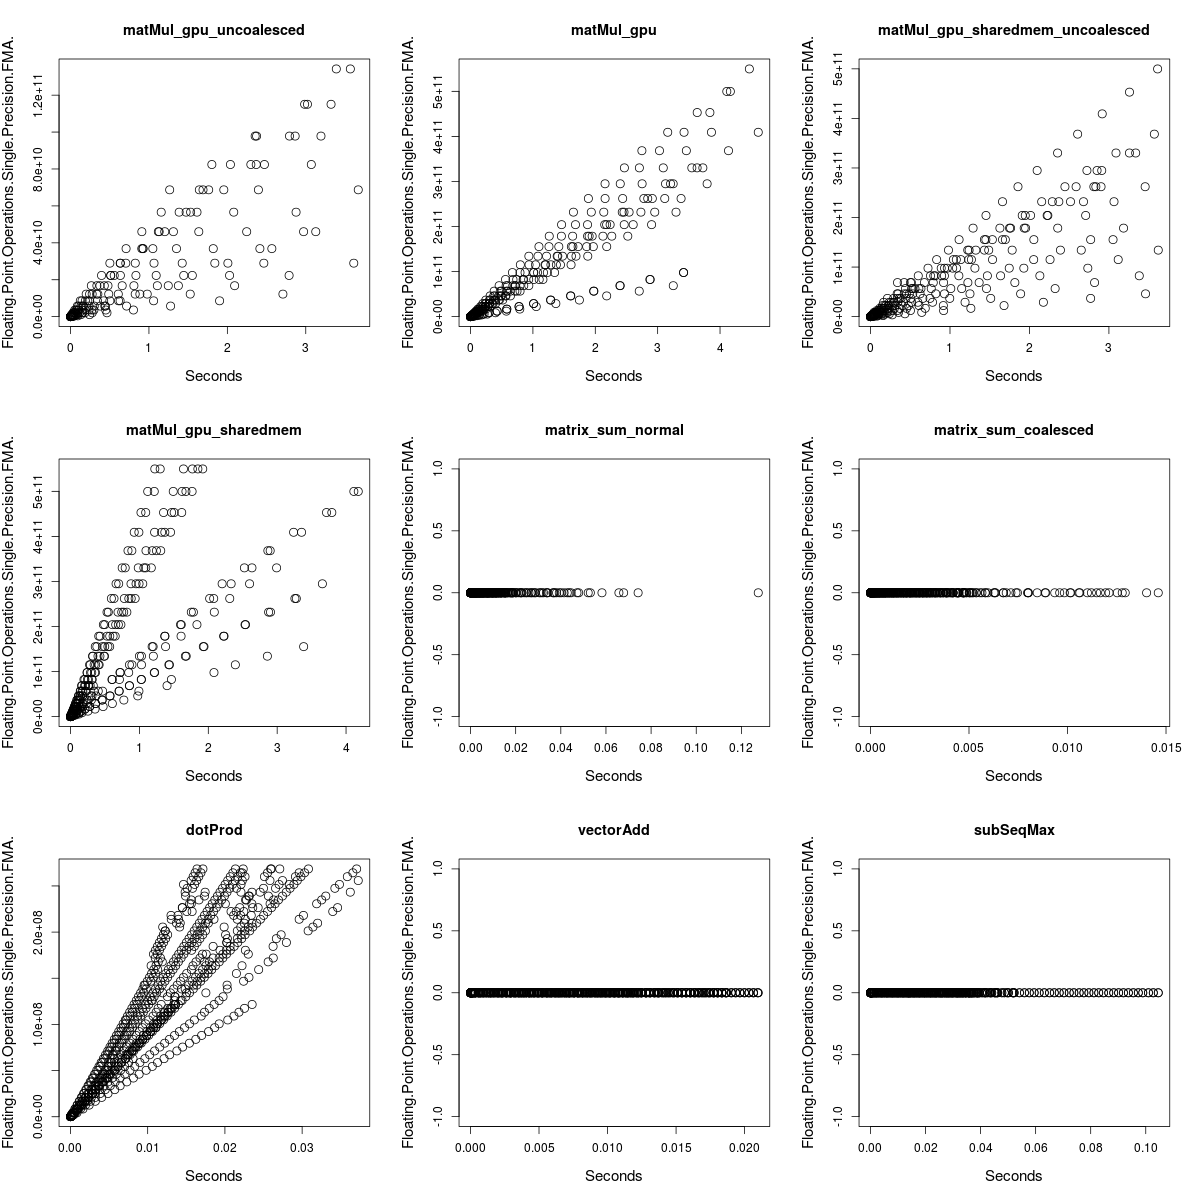 matMul_gpu_uncoalesced
Floating.Point.Operations.Single.Precision.FMA.
0.0e+00 4.0e+10 8.0e+10 1.2e+11
0 1 2 3
Seconds
matMul_gpu
Floating.Point.Operations.Single.Precision.FMA.
0e+00 1e+11 2e+11 3e+11 4e+11 5e+11
0 1 2 3 4
Seconds
matMul_gpu_sharedmem_uncoalesced
Floating.Point.Operations.Single.Precision.FMA.
0e+00 1e+11 2e+11 3e+11 4e+11 5e+11
0 1 2 3
Seconds
matMul_gpu_sharedmem
Floating.Point.Operations.Single.Precision.FMA.
0e+00 1e+11 2e+11 3e+11 4e+11 5e+11
0 1 2 3 4
Seconds
matrix_sum_normal
Floating.Point.Operations.Single.Precision.FMA.
-1.0 -0.5 0.0 0.5 1.0
0.00 0.02 0.04 0.06 0.08 0.10 0.12
Seconds
matrix_sum_coalesced
Floating.Point.Operations.Single.Precision.FMA.
-1.0 -0.5 0.0 0.5 1.0
0.000 0.005 0.010 0.015
Seconds
dotProd
Floating.Point.Operations.Single.Precision.FMA.
0.0e+00 1.0e+08 2.0e+08
0.00 0.01 0.02 0.03
Seconds
vectorAdd
Floating.Point.Operations.Single.Precision.FMA.
-1.0 -0.5 0.0 0.5 1.0
0.000 0.005 0.010 0.015 0.020
Seconds
subSeqMax
Floating.Point.Operations.Single.Precision.FMA.
-1.0 -0.5 0.0 0.5 1.0
0.00 0.02 0.04 0.06 0.08 0.10
Seconds